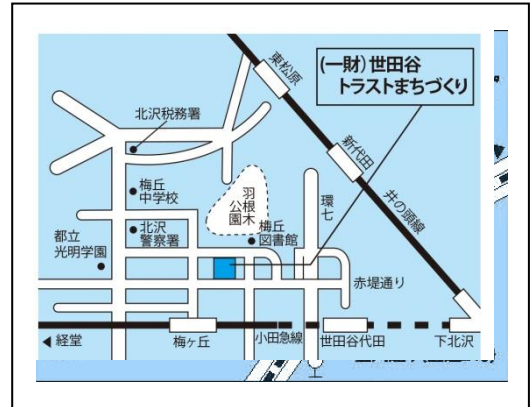 (一財)世田谷
トラストまちづくり
東松原
北沢税務署
新代田
梅丘
中学校
羽根木
公園
環七
井の頭線
北沢
警察署
梅丘
図書館
都立
光明学園
赤堤通り
◀経堂
梅ヶ丘
小田急線
世田谷代田
下北沢